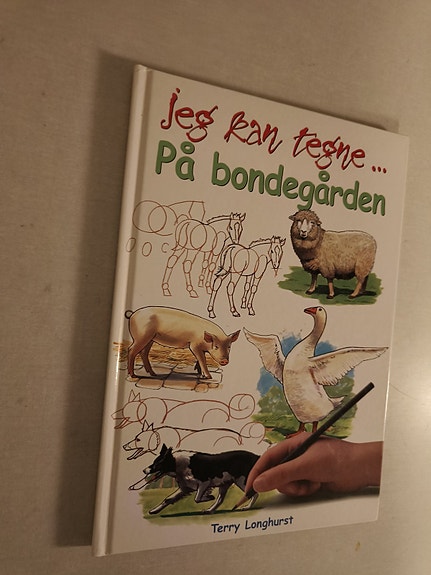 jeg kan tegne...
På bondegården
Terry Longhurst